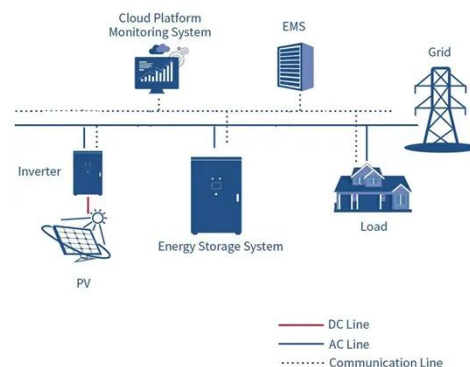 Cloud Platform
Monitoring System
EMS
Grid
Inverter
Energy Storage System
Load
PV
DC Line
AC Line
Communication Line